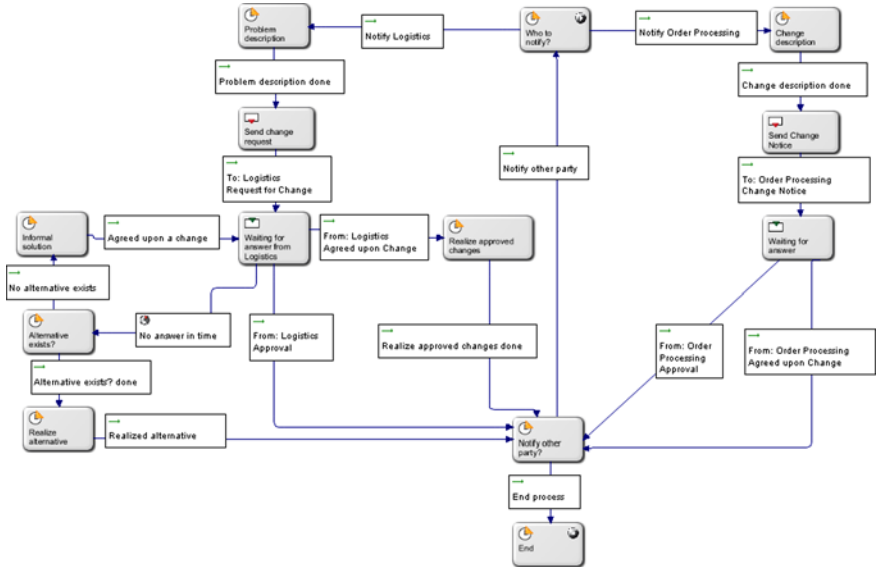 Problem
description
Notify Logistics
Who to
notify?
Notify Order Processing
Change
description
Problem description done
Change description done
Send change
request
Send Change
Notice
To: Logistics
Request for Change
Notify other party
To: Order Processing
Change Notice
Informal
solution
Agreed upon a change
Waiting for
answer from
Logistics
From: Logistics
Agreed upon Change
Realize approved
changes
Waiting for
answer
No alternative exists
Alternative
exists?
No answer in time
From: Logistics
Approval
Realize approved changes done
From: Order
Processing
Approval
From: Order Processing
Agreed upon Change
Alternative exists? done
Realize
alternative
Realized alternative
Notify other
party?
End process
End